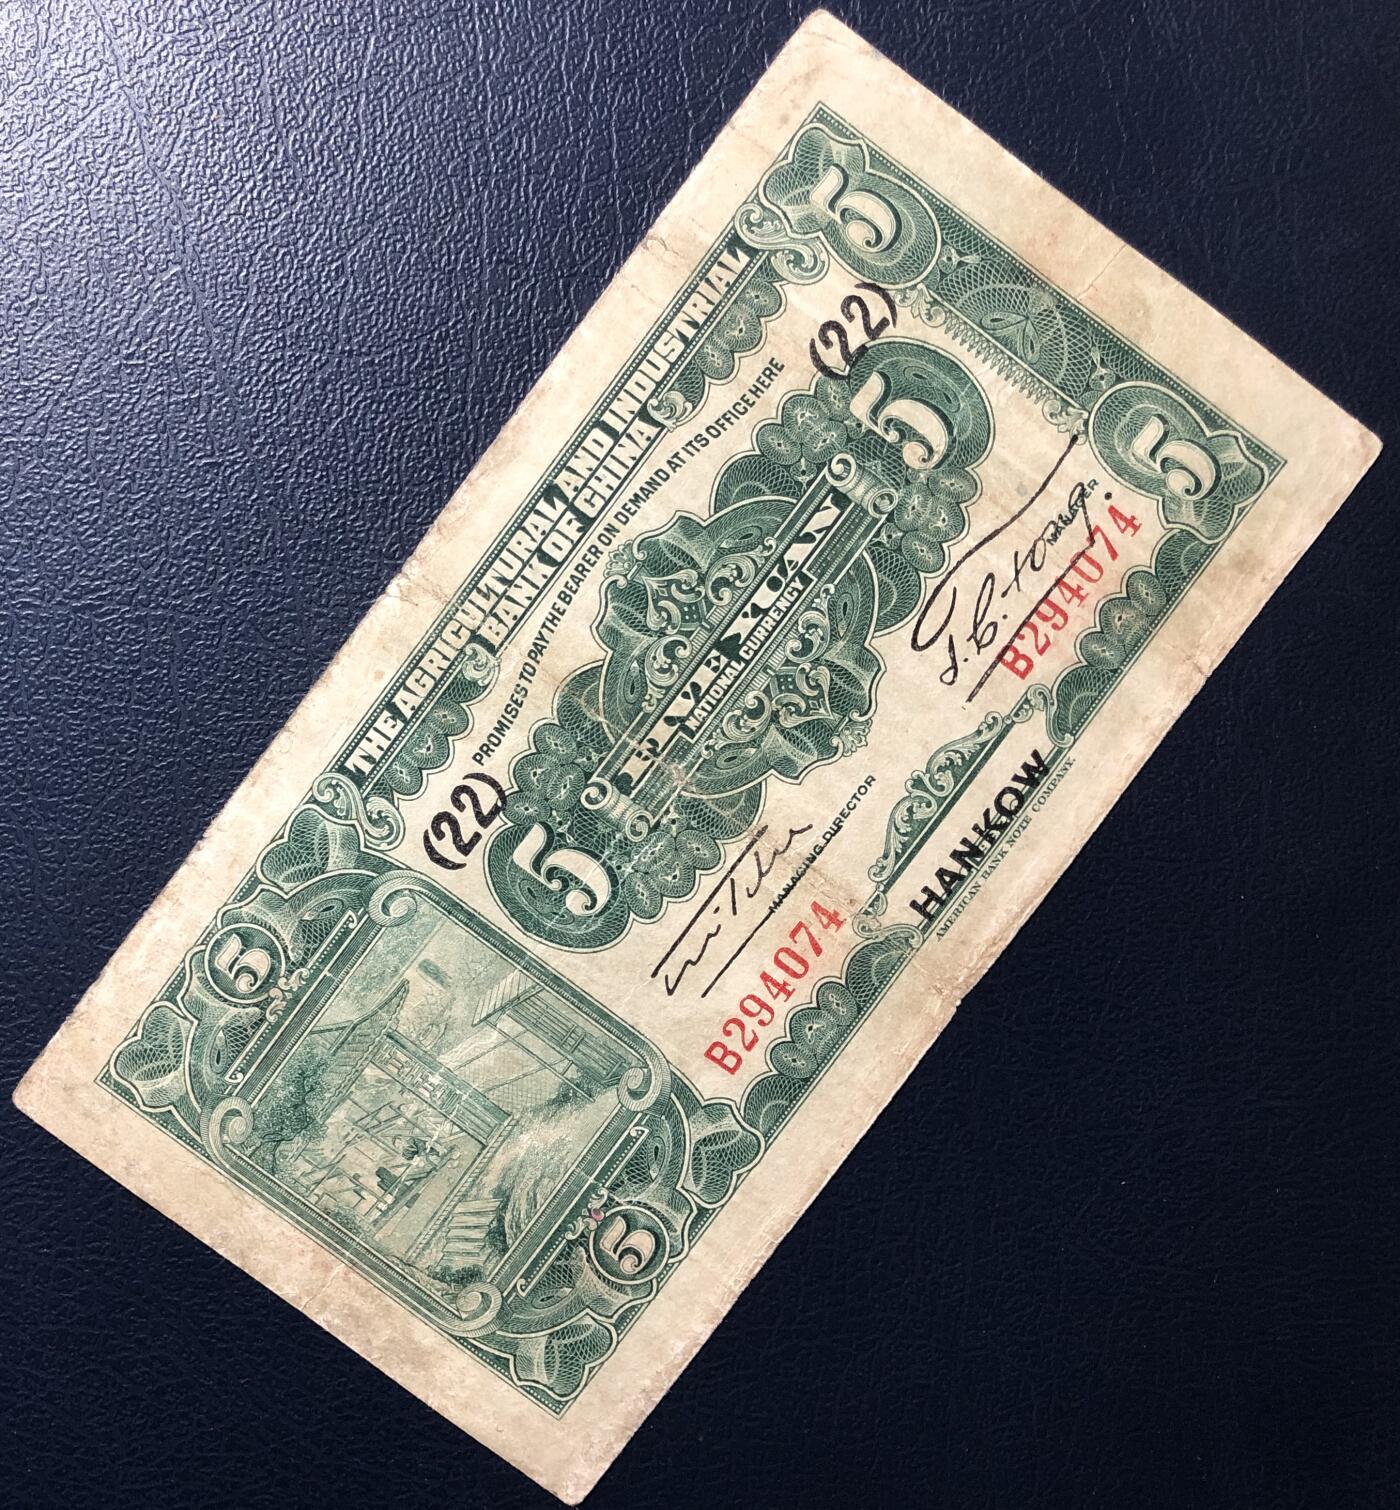 5 5
THE AGRICULTURAL AND INDUSTRIAL
BANK OF CHINA
PROMISES TO PAY THE BEARER ON DEMAND AT ITS OFFICE HERE
(22) (22)
5 5
FIVE YUAN
NATIONAL CURRENCY
MANAGING DIRECTOR MANAGER
B294074 B294074
5 5
HANKOW
AMERICAN BANK NOTE COMPANY.